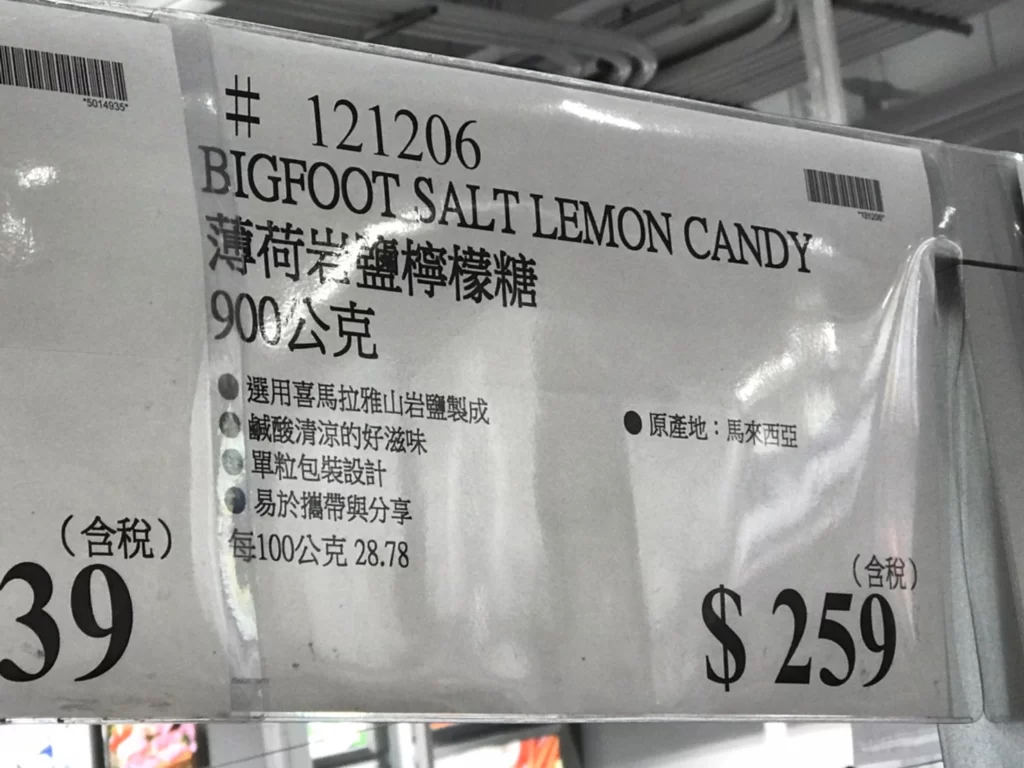 *5014935*
# 121206
*121206*
BIGFOOT SALT LEMON CANDY
薄荷岩鹽檸檬糖
900公克
● 選用喜馬拉雅山岩鹽製成
● 鹹酸清涼的好滋味
● 單粒包裝設計
● 易於攜帶與分享
● 原產地：馬來西亞
每100公克 28.78
（含稅）
39
（含稅）
$ 259